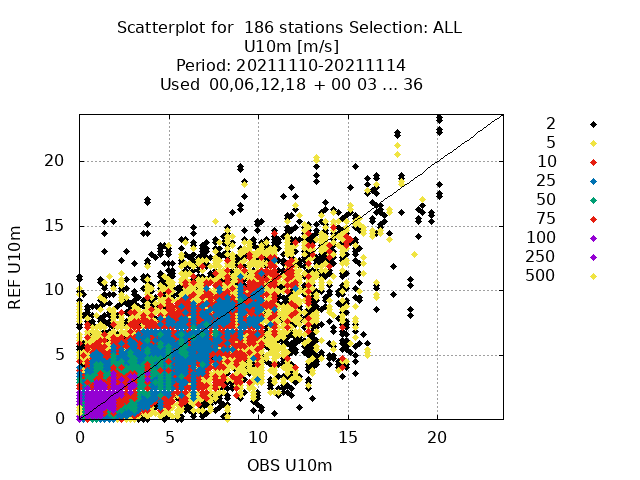 Scatterplot for  186 stations Selection: ALL
U10m [m/s]
Period: 20211110-20211114
Used  00,06,12,18 + 00 03 ... 36
2
5
10
25
50
75
100
250
500
20
15
10
5
0
REF U10m
0 5 10 15 20
OBS U10m